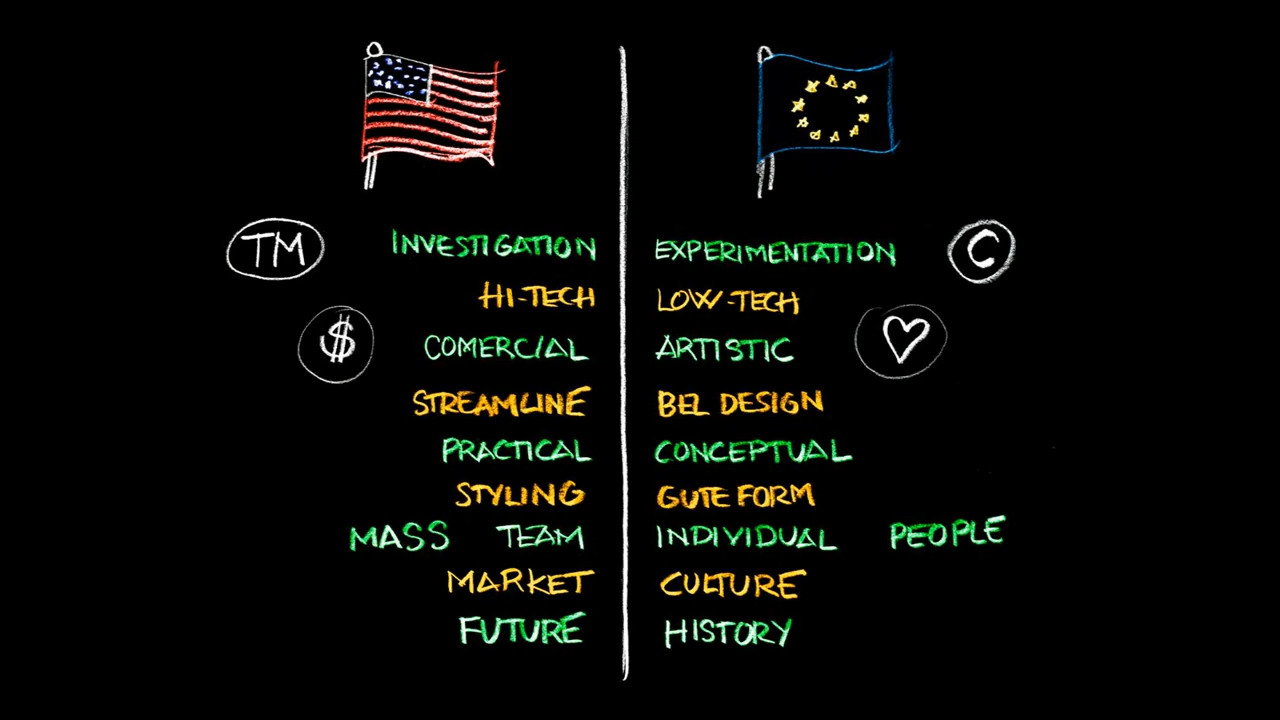 TM INVESTIGATION EXPERIMENTATION C
HI-TECH LOW-TECH
$ COMERCIAL ARTISTIC
STREAMLINE BEL DESIGN
PRACTICAL CONCEPTUAL
STYLING GUTE FORM
MASS TEAM INDIVIDUAL PEOPLE
MARKET CULTURE
FUTURE HISTORY